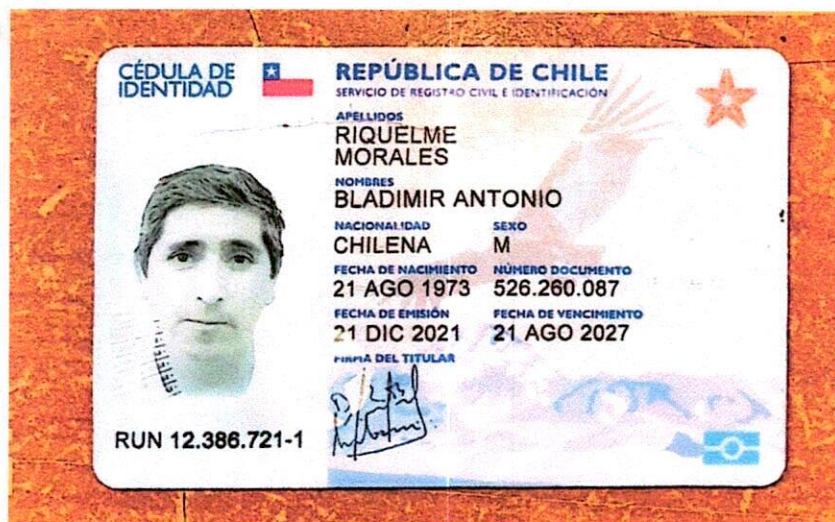 CÉDULA DE
IDENTIDAD
REPÚBLICA DE CHILE
SERVICIO DE REGISTRO CIVIL E IDENTIFICACIÓN
APELLIDOS
RIQUELME
MORALES
NOMBRES
BLADIMIR ANTONIO
NACIONALIDAD SEXO
CHILENA M
FECHA DE NACIMIENTO NÚMERO DOCUMENTO
21 AGO 1973 526.260.087
FECHA DE EMISIÓN FECHA DE VENCIMIENTO
21 DIC 2021 21 AGO 2027
FIRMA DEL TITULAR
RUN 12.386.721-1